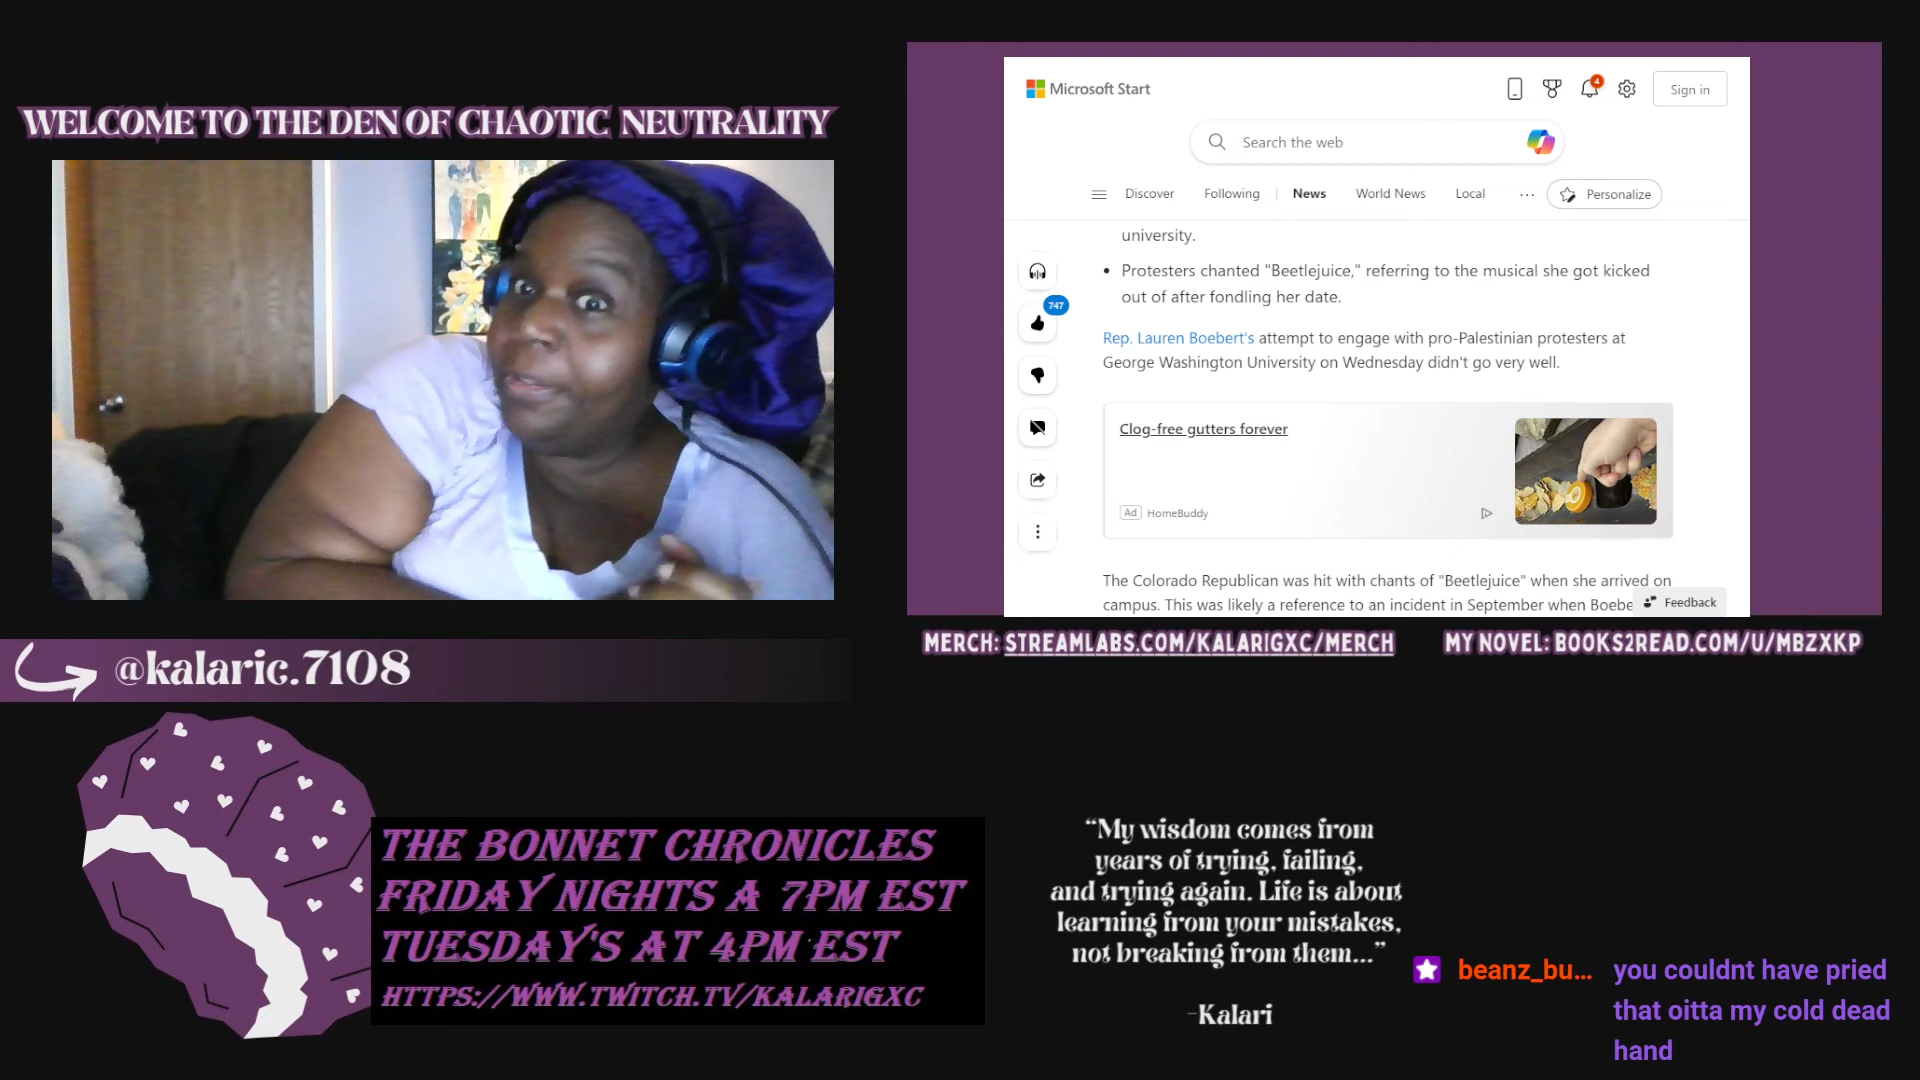 WELCOME TO THE DEN OF CHAOTIC NEUTRALITY
@kalaric.7108
Microsoft Start
4
Sign in
Search the web
Discover
Following
News
World News
Local
Personalize
university.
747
• Protesters chanted "Beetlejuice," referring to the musical she got kicked
out of after fondling her date.
Rep. Lauren Boebert's attempt to engage with pro-Palestinian protesters at
George Washington University on Wednesday didn't go very well.
Clog-free gutters forever
Ad HomeBuddy
The Colorado Republican was hit with chants of "Beetlejuice" when she arrived on
campus. This was likely a reference to an incident in September when Boebe
Feedback
MERCH: STREAMLABS.COM/KALARIGXC/MERCH
MY NOVEL: BOOKS2READ.COM/U/MBZXKP
THE BONNET CHRONICLES
FRIDAY NIGHTS A 7PM EST
TUESDAY'S AT 4PM EST
HTTPS://WWW.TWITCH.TV/KALARIGXC
"My wisdom comes from
years of trying, failing,
and trying again. Life is about
learning from your mistakes,
not breaking from them..."
-Kalari
beanz_bu... you couldnt have pried
that oitta my cold dead
hand